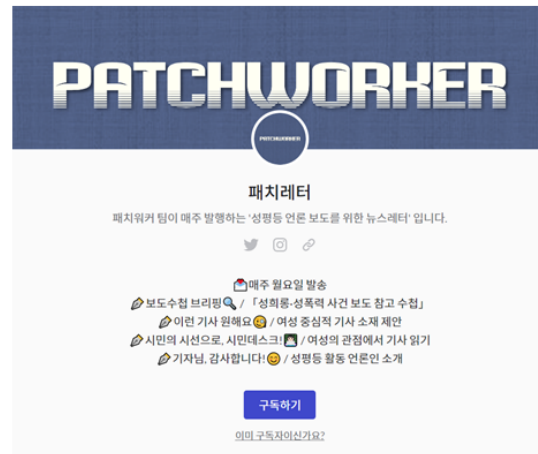 PATCHWORKER
PATCHWORKER
패치레터
패치워커 팀이 매주 발행하는 '성평등 언론 보도를 위한 뉴스레터' 입니다.
📩매주 월요일 발송
🖋보도수첩 브리핑🔍 / 「성희롱·성폭력 사건 보도 참고 수첩」
🖋이런 기사 원해요🧐 / 여성 중심적 기사 소재 제안
🖋시민의 시선으로, 시민데스크!👩🏻‍💻 / 여성의 관점에서 기사 읽기
🖋기자님, 감사합니다!😊 / 성평등 활동 언론인 소개
구독하기
이미 구독자이신가요?